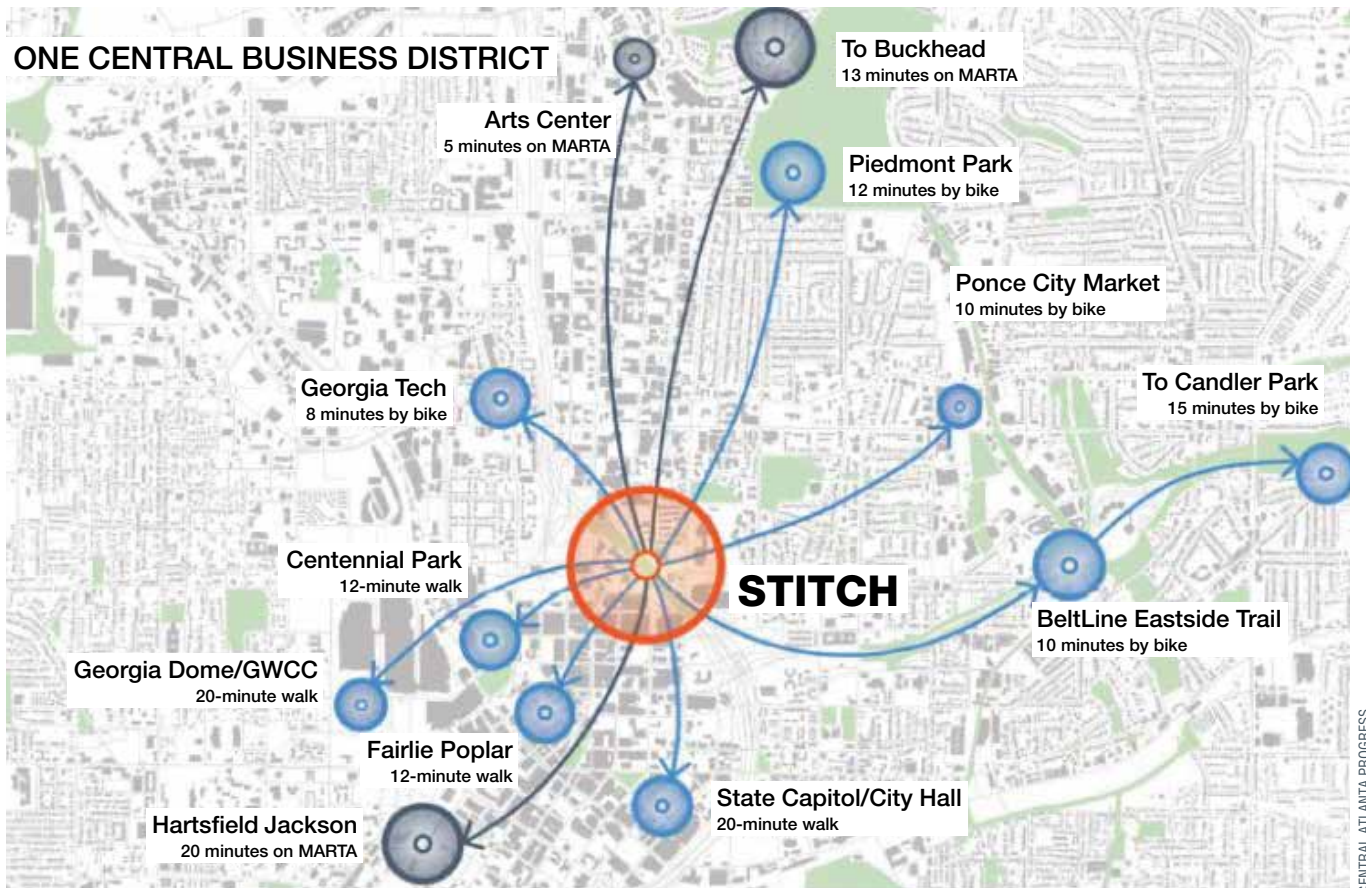 ONE CENTRAL BUSINESS DISTRICT
To Buckhead
13 minutes on MARTA
Arts Center
5 minutes on MARTA
Piedmont Park
12 minutes by bike
Ponce City Market
10 minutes by bike
Georgia Tech
8 minutes by bike
To Candler Park
15 minutes by bike
Centennial Park
12-minute walk
STITCH
BeltLine Eastside Trail
10 minutes by bike
Georgia Dome/GWCC
20-minute walk
Fairlie Poplar
12-minute walk
State Capitol/City Hall
20-minute walk
Hartsfield Jackson
20 minutes on MARTA
ATLANTA PROGRESS